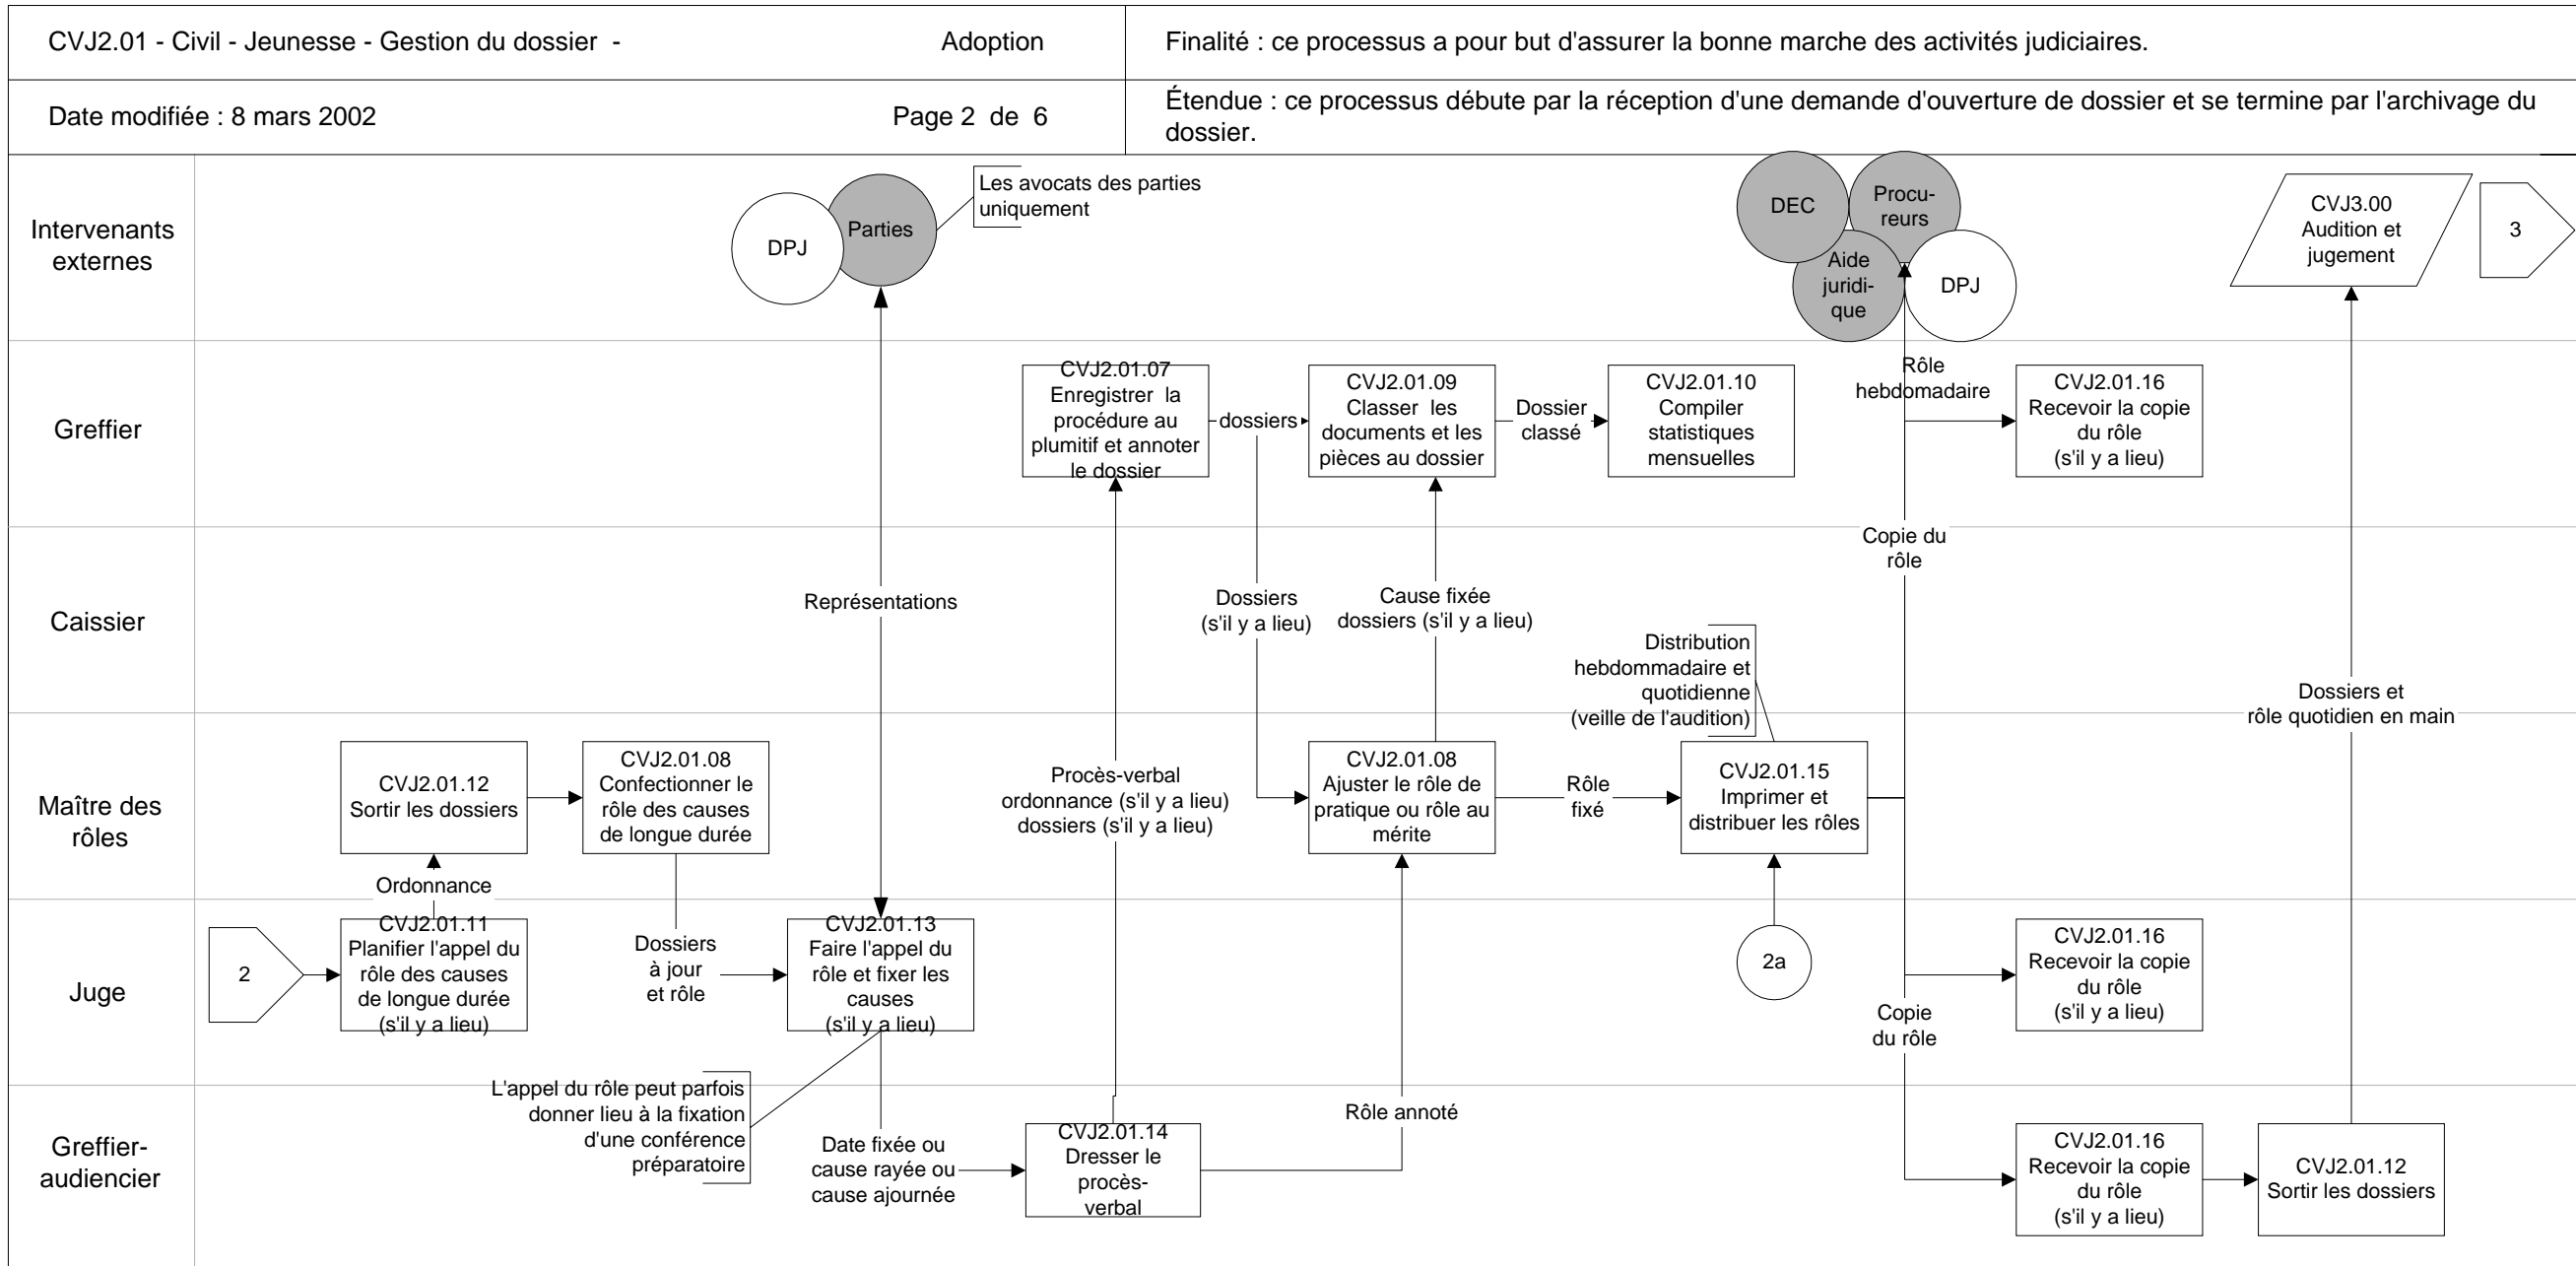 CVJ2.01 - Civil - Jeunesse - Gestion du dossier - Adoption
Finalité : ce processus a pour but d'assurer la bonne marche des activités judiciaires.
Date modifiée : 8 mars 2002
Page 2 de 6
Étendue : ce processus débute par la réception d'une demande d'ouverture de dossier et se termine par l'archivage du
dossier.
Intervenants
externes
DPJ
Parties
Les avocats des parties
uniquement
DEC
Procu-
reurs
Aide
juridi-
que
DPJ
CVJ3.00
Audition et
jugement
3
Greffier
CVJ2.01.07
Enregistrer la
procédure au
plumitif et annoter
le dossier
dossiers
CVJ2.01.09
Classer les
documents et les
pièces au dossier
Dossier
classé
CVJ2.01.10
Compiler
statistiques
mensuelles
Rôle
hebdomadaire
CVJ2.01.16
Recevoir la copie
du rôle
(s'il y a lieu)
Caissier
Représentations
Dossiers
(s'il y a lieu)
Cause fixée
dossiers (s'il y a lieu)
Copie du
rôle
Distribution
hebdommadaire et
quotidienne
(veille de l'audition)
Dossiers et
rôle quotidien en main
Maître des
rôles
CVJ2.01.12
Sortir les dossiers
CVJ2.01.08
Confectionner le
rôle des causes
de longue durée
Procès-verbal
ordonnance (s'il y a lieu)
dossiers (s'il y a lieu)
CVJ2.01.08
Ajuster le rôle de
pratique ou rôle au
mérite
Rôle
fixé
CVJ2.01.15
Imprimer et
distribuer les rôles
Ordonnance
Juge
2
CVJ2.01.11
Planifier l'appel du
rôle des causes
de longue durée
(s'il y a lieu)
Dossiers
à jour
et rôle
CVJ2.01.13
Faire l'appel du
rôle et fixer les
causes
(s'il y a lieu)
2a
CVJ2.01.16
Recevoir la copie
du rôle
(s'il y a lieu)
Copie
du rôle
Greffier-
audiencier
L'appel du rôle peut parfois
donner lieu à la fixation
d'une conférence
préparatoire
Date fixée ou
cause rayée ou
cause ajournée
CVJ2.01.14
Dresser le
procès-
verbal
Rôle annoté
CVJ2.01.16
Recevoir la copie
du rôle
(s'il y a lieu)
CVJ2.01.12
Sortir les dossiers